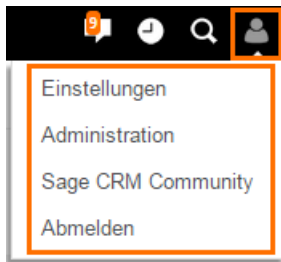 9
Einstellungen
Administration
Sage CRM Community
Abmelden